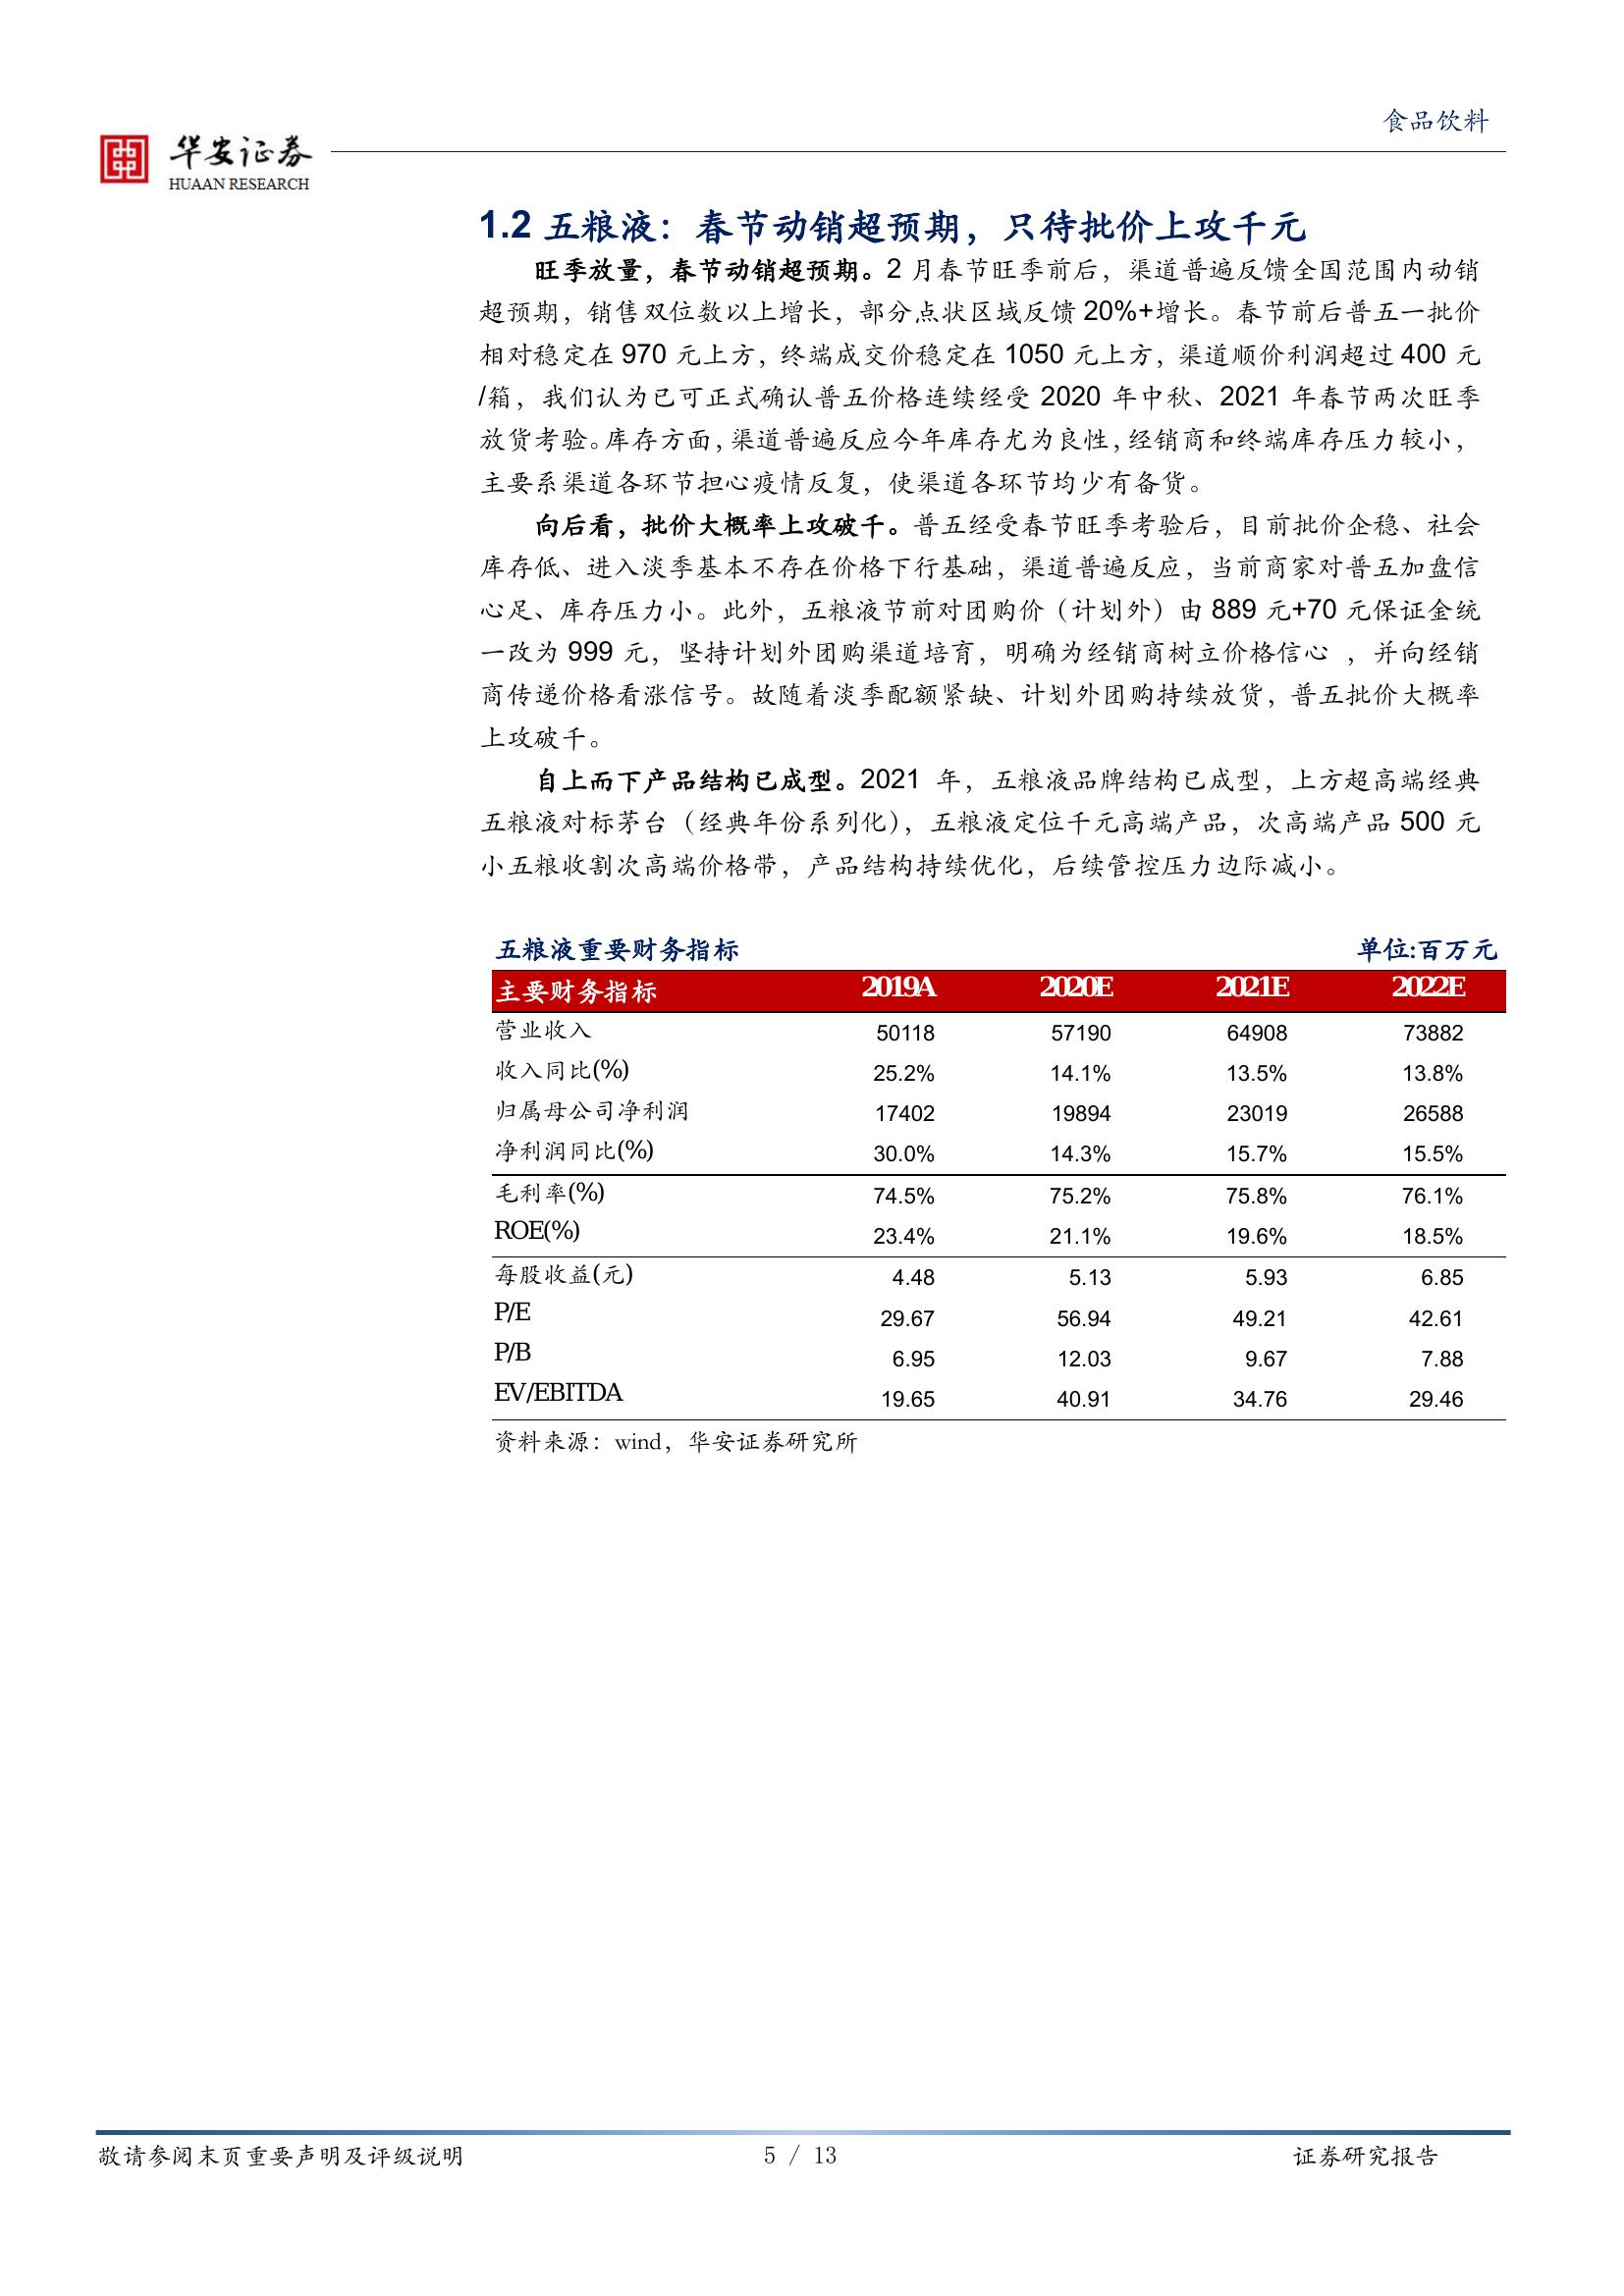 食品饮料
华安证券
HUAAN RESEARCH
1.2 五粮液：春节动销超预期，只待批价上攻千元
旺季放量，春节动销超预期。2 月春节旺季前后，渠道普遍反馈全国范围内动销
超预期，销售双位数以上增长，部分点状区域反馈 20%+增长。春节前后普五一批价
相对稳定在 970 元上方，终端成交价稳定在 1050 元上方，渠道顺价利润超过 400 元
/箱，我们认为已可正式确认普五价格连续经受 2020 年中秋、2021 年春节两次旺季
放货考验。库存方面，渠道普遍反应今年库存尤为良性，经销商和终端库存压力较小，
主要系渠道各环节担心疫情反复，使渠道各环节均少有备货。
向后看，批价大概率上攻破千。普五经受春节旺季考验后，目前批价企稳、社会
库存低、进入淡季基本不存在价格下行基础，渠道普遍反应，当前商家对普五加盘信
心足、库存压力小。此外，五粮液节前对团购价（计划外）由 889 元+70 元保证金统
一改为 999 元，坚持计划外团购渠道培育，明确为经销商树立价格信心 ，并向经销
商传递价格看涨信号。故随着淡季配额紧缺、计划外团购持续放货，普五批价大概率
上攻破千。
自上而下产品结构已成型。2021 年，五粮液品牌结构已成型，上方超高端经典
五粮液对标茅台（经典年份系列化），五粮液定位千元高端产品，次高端产品 500 元
小五粮收割次高端价格带，产品结构持续优化，后续管控压力边际减小。
五粮液重要财务指标 单位:百万元
主要财务指标 2019A 2020E 2021E 2022E
营业收入 50118 57190 64908 73882
收入同比(%) 25.2% 14.1% 13.5% 13.8%
归属母公司净利润 17402 19894 23019 26588
净利润同比(%) 30.0% 14.3% 15.7% 15.5%
毛利率(%) 74.5% 75.2% 75.8% 76.1%
ROE(%) 23.4% 21.1% 19.6% 18.5%
每股收益(元) 4.48 5.13 5.93 6.85
P/E 29.67 56.94 49.21 42.61
P/B 6.95 12.03 9.67 7.88
EV/EBITDA 19.65 40.91 34.76 29.46
资料来源：wind，华安证券研究所
敬请参阅末页重要声明及评级说明 5 / 13 证券研究报告